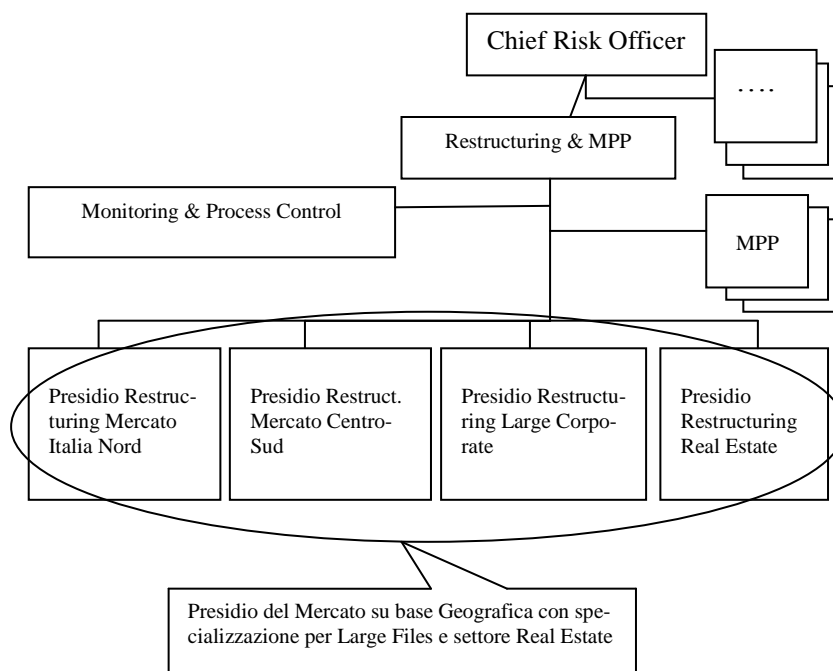 Chief Risk Officer
....
Restructuring & MPP
Monitoring & Process Control
MPP
Presidio Restruc-
turing Mercato
Italia Nord
Presidio Restruct.
Mercato Centro-
Sud
Presidio Restructu-
ring Large Corpo-
rate
Presidio
Restructuring
Real Estate
Presidio del Mercato su base Geografica con spe-
cializzazione per Large Files e settore Real Estate